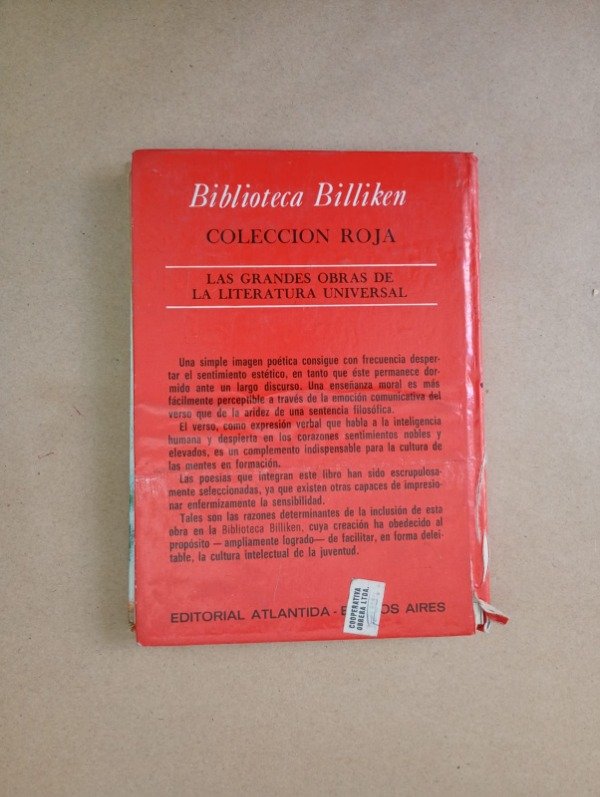 Biblioteca Billiken
COLECCION ROJA
LAS GRANDES OBRAS DE
LA LITERATURA UNIVERSAL
Una simple imagen poética consigue con frecuencia desper-
tar el sentimiento estético, en tanto que éste permanece dor-
mido ante un largo discurso. Una enseñanza moral es más
fácilmente perceptible a través de la emoción comunicativa del
verso que de la aridez de una sentencia filosófica.
El verso, como expresión verbal que habla a la inteligencia
humana y despierta en los corazones sentimientos nobles y
elevados, es un complemento indispensable para la cultura de
las mentes en formación.
Las poesías que integran este libro han sido escrupulosa-
mente seleccionadas, ya que existen otras capaces de impresio-
nar enfermizamente la sensibilidad.
Tales son las razones determinantes de la inclusión de esta
obra en la Biblioteca Billiken, cuya creación ha obedecido al
propósito —ampliamente logrado— de facilitar, en forma delei-
table, la cultura intelectual de la juventud.
EDITORIAL ATLANTIDA - B OS AIRES
COOPERATIVA
OBRERA LTDA.